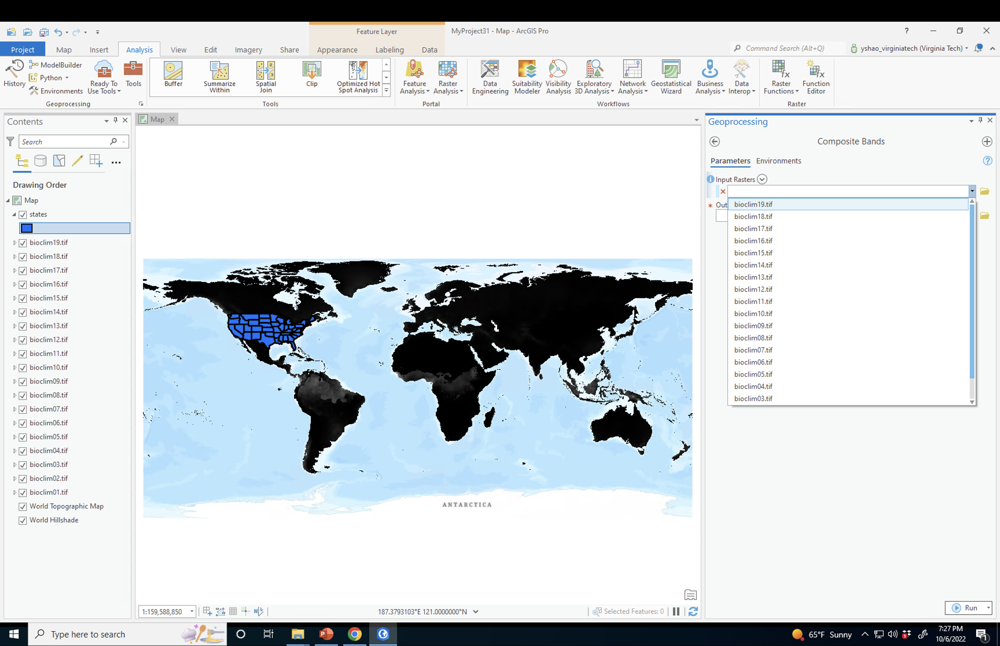 Feature Layer
MyProject31 - Map - ArcGIS Pro
?
Project
Map
Insert
Analysis
View
Edit
Imagery
Share
Appearance
Labeling
Data
Command Search (Alt+Q)
yshao_virginiatech (Virginia Tech)
History
ModelBuilder
Python
Environments
Ready To
Use Tools
Tools
Geoprocessing
Buffer
Summarize
Within
Spatial
Join
Clip
Optimized Hot
Spot Analysis
Tools
Feature
Analysis
Raster
Analysis
Portal
Data
Engineering
Suitability
Modeler
Visibility
Analysis
Exploratory
3D Analysis
Network
Analysis
Geostatistical
Wizard
Business
Analysis
Data
Interop
Workflows
Raster
Functions
Function
Editor
Raster
Contents
Search
Drawing Order
Map
states
bioclim19.tif
bioclim18.tif
bioclim17.tif
bioclim16.tif
bioclim15.tif
bioclim14.tif
bioclim13.tif
bioclim12.tif
bioclim11.tif
bioclim10.tif
bioclim09.tif
bioclim08.tif
bioclim07.tif
bioclim06.tif
bioclim05.tif
bioclim04.tif
bioclim03.tif
bioclim02.tif
bioclim01.tif
World Topographic Map
World Hillshade
Map
ANTARCTICA
1:159,588,850
187.3793103°E 121.0000000°N
Selected Features: 0
Geoprocessing
Composite Bands
Parameters
Environments
?
Input Rasters
Out
bioclim19.tif
bioclim18.tif
bioclim17.tif
bioclim16.tif
bioclim15.tif
bioclim14.tif
bioclim13.tif
bioclim12.tif
bioclim11.tif
bioclim10.tif
bioclim09.tif
bioclim08.tif
bioclim07.tif
bioclim06.tif
bioclim05.tif
bioclim04.tif
bioclim03.tif
Run
Type here to search
65°F Sunny
7:27 PM
10/6/2022
1